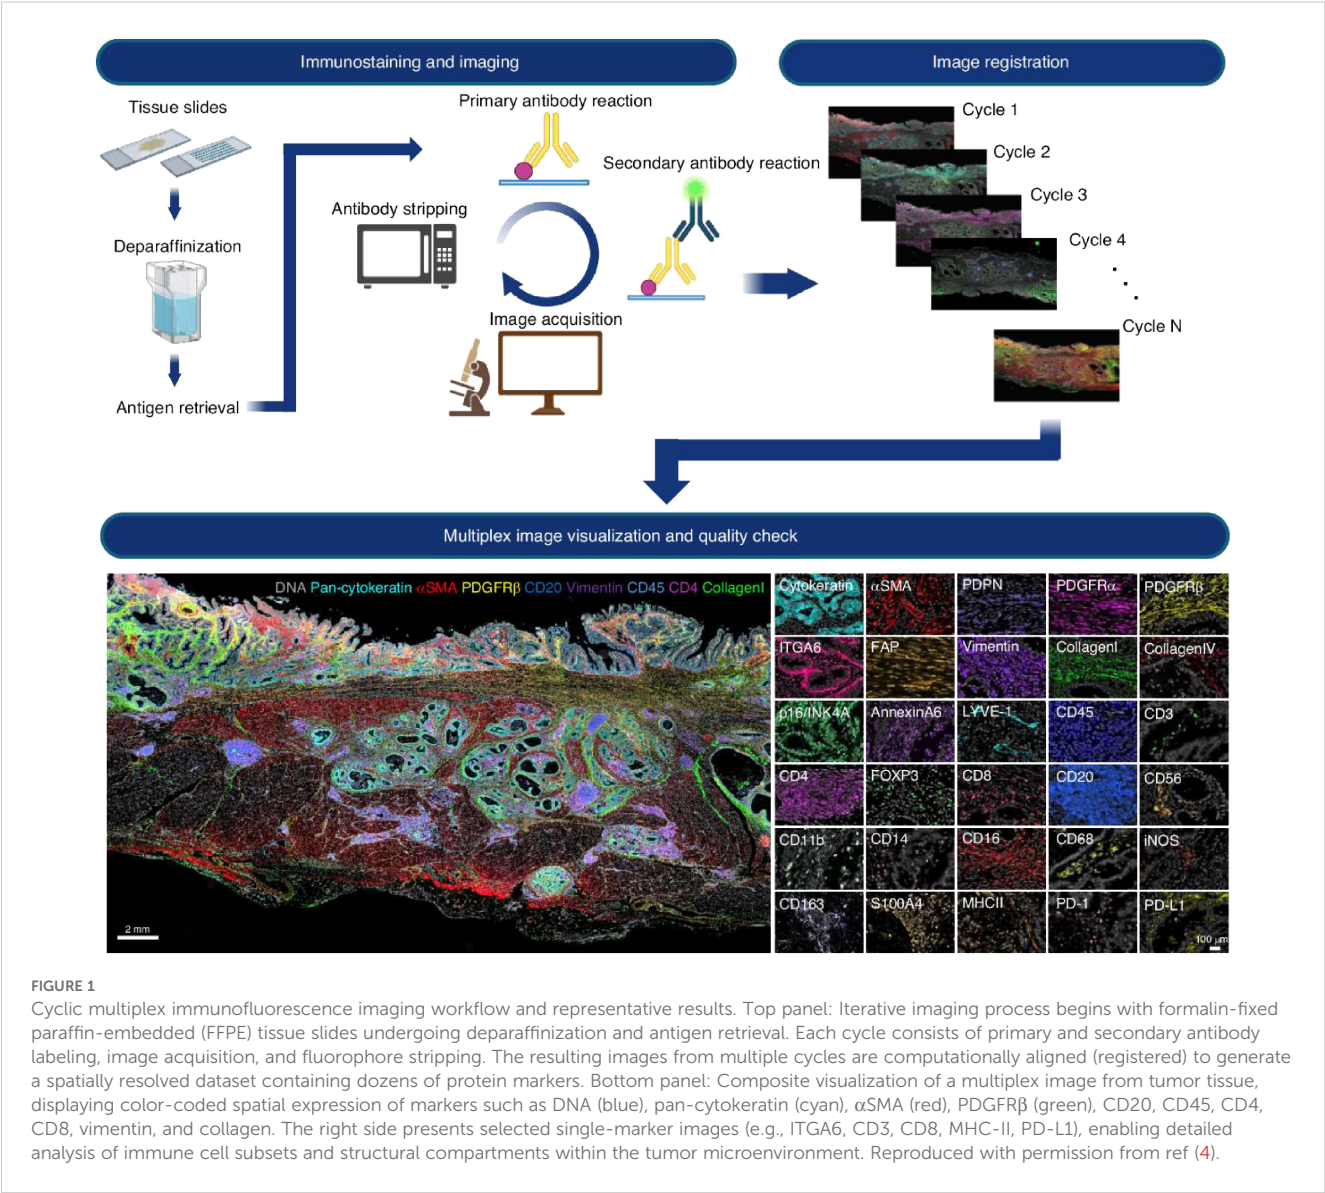 Immunostaining and imaging
Image registration
Tissue slides
Deparaffinization
Antigen retrieval
Primary antibody reaction
Secondary antibody reaction
Antibody stripping
Image acquisition
Cycle 1
Cycle 2
Cycle 3
Cycle 4
Cycle N
Multiplex image visualization and quality check
DNA Pan-cytokeratin αSMA PDGFRβ CD20 Vimentin CD45 CD4 CollagenI
2 mm
Cytokeratin αSMA PDPN PDGFRα PDGFRβ
ITGA6 FAP Vimentin CollagenI CollagenIV
p16/INK4A AnnexinA6 LYVE-1 CD45 CD3
CD4 FOXP3 CD8 CD20 CD56
CD11b CD14 CD16 CD68 iNOS
CD163 S100A4 MHCII PD-1 PD-L1
100 μm
FIGURE 1
Cyclic multiplex immunofluorescence imaging workflow and representative results. Top panel: Iterative imaging process begins with formalin-fixed
paraffin-embedded (FFPE) tissue slides undergoing deparaffinization and antigen retrieval. Each cycle consists of primary and secondary antibody
labeling, image acquisition, and fluorophore stripping. The resulting images from multiple cycles are computationally aligned (registered) to generate
a spatially resolved dataset containing dozens of protein markers. Bottom panel: Composite visualization of a multiplex image from tumor tissue,
displaying color-coded spatial expression of markers such as DNA (blue), pan-cytokeratin (cyan), αSMA (red), PDGFRβ (green), CD20, CD45, CD4,
CD8, vimentin, and collagen. The right side presents selected single-marker images (e.g., ITGA6, CD3, CD8, MHC-II, PD-L1), enabling detailed
analysis of immune cell subsets and structural compartments within the tumor microenvironment. Reproduced with permission from ref (4).